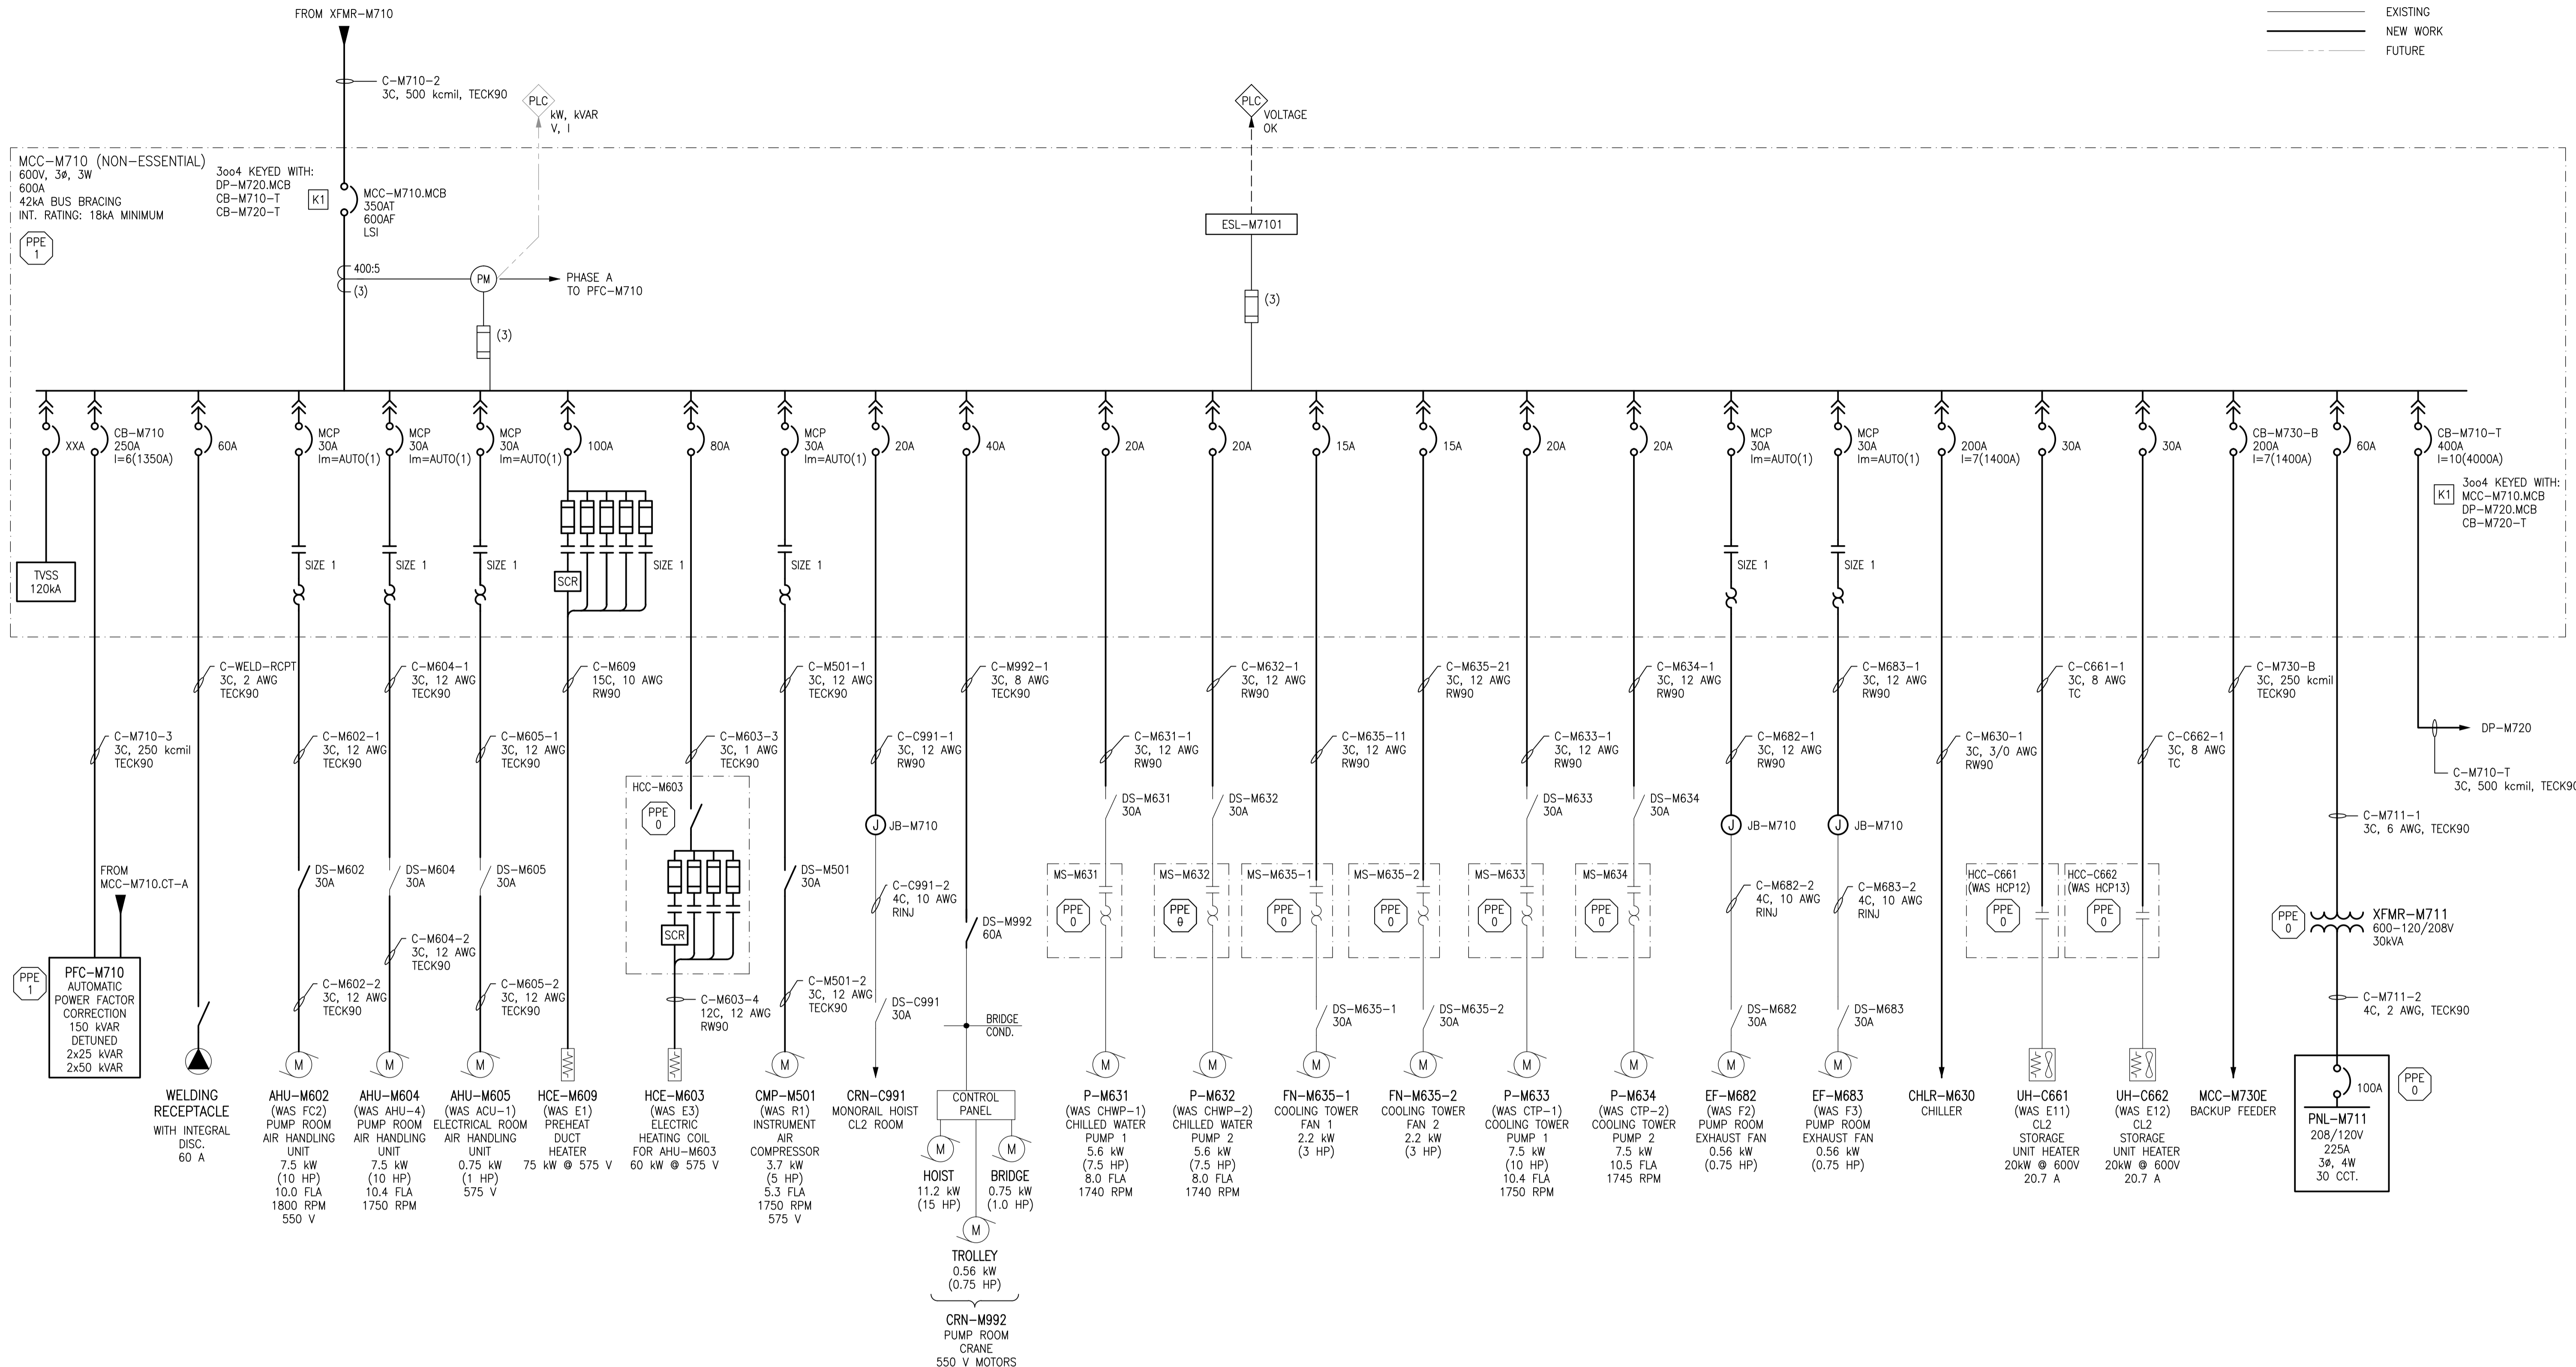 FROM XFMR-M710
EXISTING
NEW WORK
FUTURE
C-M710-2
3C, 500 kcmil, TECK90
PLC
kW, kVAR
V, I
PLC
VOLTAGE
OK
MCC-M710 (NON-ESSENTIAL)
600V, 3ø, 3W
600A
42kA BUS BRACING
INT. RATING: 18kA MINIMUM
PPE
1
3oo4 KEYED WITH:
DP-M720.MCB
CB-M710-T
CB-M720-T
K1
MCC-M710.MCB
350AT
600AF
LSI
400:5
(3)
PM
PHASE A
TO PFC-M710
(3)
ESL-M7101
(3)
XXA
CB-M710
250A
I=6(1350A)
60A
MCP
30A
Im=AUTO(1)
MCP
30A
Im=AUTO(1)
MCP
30A
Im=AUTO(1)
100A
80A
MCP
30A
Im=AUTO(1)
20A
40A
20A
20A
15A
15A
20A
20A
MCP
30A
Im=AUTO(1)
MCP
30A
Im=AUTO(1)
200A
I=7(1400A)
30A
30A
CB-M730-B
200A
I=7(1400A)
60A
CB-M710-T
400A
I=10(4000A)
K1
3oo4 KEYED WITH:
MCC-M710.MCB
DP-M720.MCB
CB-M720-T
TVSS
120kA
SIZE 1
SIZE 1
SIZE 1
SCR
SIZE 1
SIZE 1
SIZE 1
SIZE 1
C-WELD-RCPT
3C, 2 AWG
TECK90
C-M604-1
3C, 12 AWG
TECK90
C-M609
15C, 10 AWG
RW90
C-M501-1
3C, 12 AWG
TECK90
C-M992-1
3C, 8 AWG
TECK90
C-M632-1
3C, 12 AWG
RW90
C-M635-21
3C, 12 AWG
RW90
C-M634-1
3C, 12 AWG
RW90
C-M683-1
3C, 12 AWG
RW90
C-C661-1
3C, 8 AWG
TC
C-M730-B
3C, 250 kcmil
TECK90
C-M710-3
3C, 250 kcmil
TECK90
C-M602-1
3C, 12 AWG
TECK90
C-M605-1
3C, 12 AWG
TECK90
C-M603-3
3C, 1 AWG
TECK90
C-C991-1
3C, 12 AWG
RW90
C-M631-1
3C, 12 AWG
RW90
C-M635-11
3C, 12 AWG
RW90
C-M633-1
3C, 12 AWG
RW90
C-M682-1
3C, 12 AWG
RW90
C-M630-1
3C, 3/0 AWG
RW90
C-C662-1
3C, 8 AWG
TC
DP-M720
C-M710-T
3C, 500 kcmil, TECK90
HCC-M603
PPE
0
SCR
J
JB-M710
DS-M631
30A
DS-M632
30A
DS-M633
30A
DS-M634
30A
J
JB-M710
J
JB-M710
C-M711-1
3C, 6 AWG, TECK90
FROM
MCC-M710.CT-A
DS-M602
30A
DS-M604
30A
DS-M605
30A
DS-M501
30A
C-C991-2
4C, 10 AWG
RINJ
DS-M992
60A
MS-M631
PPE
0
MS-M632
PPE
0
MS-M635-1
PPE
0
MS-M635-2
PPE
0
MS-M633
PPE
0
MS-M634
PPE
0
C-M682-2
4C, 10 AWG
RINJ
C-M683-2
4C, 10 AWG
RINJ
HCC-C661
(WAS HCP12)
PPE
0
HCC-C662
(WAS HCP13)
PPE
0
PPE
0
XFMR-M711
600-120/208V
30kVA
C-M604-2
3C, 12 AWG
TECK90
PPE
1
PFC-M710
AUTOMATIC
POWER FACTOR
CORRECTION
150 kVAR
DETUNED
2x25 kVAR
2x50 kVAR
C-M602-2
3C, 12 AWG
TECK90
C-M605-2
3C, 12 AWG
TECK90
C-M603-4
12C, 12 AWG
RW90
C-M501-2
3C, 12 AWG
TECK90
DS-C991
30A
BRIDGE
COND.
DS-M635-1
30A
DS-M635-2
30A
DS-M682
30A
DS-M683
30A
C-M711-2
4C, 2 AWG, TECK90
M
M
M
M
M
M
M
M
M
M
M
M
WELDING
RECEPTACLE
WITH INTEGRAL
DISC.
60 A
AHU-M602
(WAS FC2)
PUMP ROOM
AIR HANDLING
UNIT
7.5 kW
(10 HP)
10.0 FLA
1800 RPM
550 V
AHU-M604
(WAS AHU-4)
PUMP ROOM
AIR HANDLING
UNIT
7.5 kW
(10 HP)
10.4 FLA
1750 RPM
AHU-M605
(WAS ACU-1)
ELECTRICAL ROOM
AIR HANDLING
UNIT
0.75 kW
(1 HP)
575 V
HCE-M609
(WAS E1)
PREHEAT
DUCT
HEATER
75 kW @ 575 V
HCE-M603
(WAS E3)
ELECTRIC
HEATING COIL
FOR AHU-M603
60 kW @ 575 V
CMP-M501
(WAS R1)
INSTRUMENT
AIR
COMPRESSOR
3.7 kW
(5 HP)
5.3 FLA
1750 RPM
575 V
CRN-C991
MONORAIL HOIST
CL2 ROOM
CONTROL
PANEL
M
HOIST
11.2 kW
(15 HP)
M
BRIDGE
0.75 kW
(1.0 HP)
M
TROLLEY
0.56 kW
(0.75 HP)
CRN-M992
PUMP ROOM
CRANE
550 V MOTORS
P-M631
(WAS CHWP-1)
CHILLED WATER
PUMP 1
5.6 kW
(7.5 HP)
8.0 FLA
1740 RPM
P-M632
(WAS CHWP-2)
CHILLED WATER
PUMP 2
5.6 kW
(7.5 HP)
8.0 FLA
1740 RPM
FN-M635-1
COOLING TOWER
FAN 1
2.2 kW
(3 HP)
FN-M635-2
COOLING TOWER
FAN 2
2.2 kW
(3 HP)
P-M633
(WAS CTP-1)
COOLING TOWER
PUMP 1
7.5 kW
(10 HP)
10.4 FLA
1750 RPM
P-M634
(WAS CTP-2)
COOLING TOWER
PUMP 2
7.5 kW
10.5 FLA
1745 RPM
EF-M682
(WAS F2)
PUMP ROOM
EXHAUST FAN
0.56 kW
(0.75 HP)
EF-M683
(WAS F3)
PUMP ROOM
EXHAUST FAN
0.56 kW
(0.75 HP)
CHLR-M630
CHILLER
UH-C661
(WAS E11)
CL2
STORAGE
UNIT HEATER
20kW @ 600V
20.7 A
UH-C662
(WAS E12)
CL2
STORAGE
UNIT HEATER
20kW @ 600V
20.7 A
MCC-M730E
BACKUP FEEDER
100A
PNL-M711
208/120V
225A
3ø, 4W
30 CCT.
PPE
0